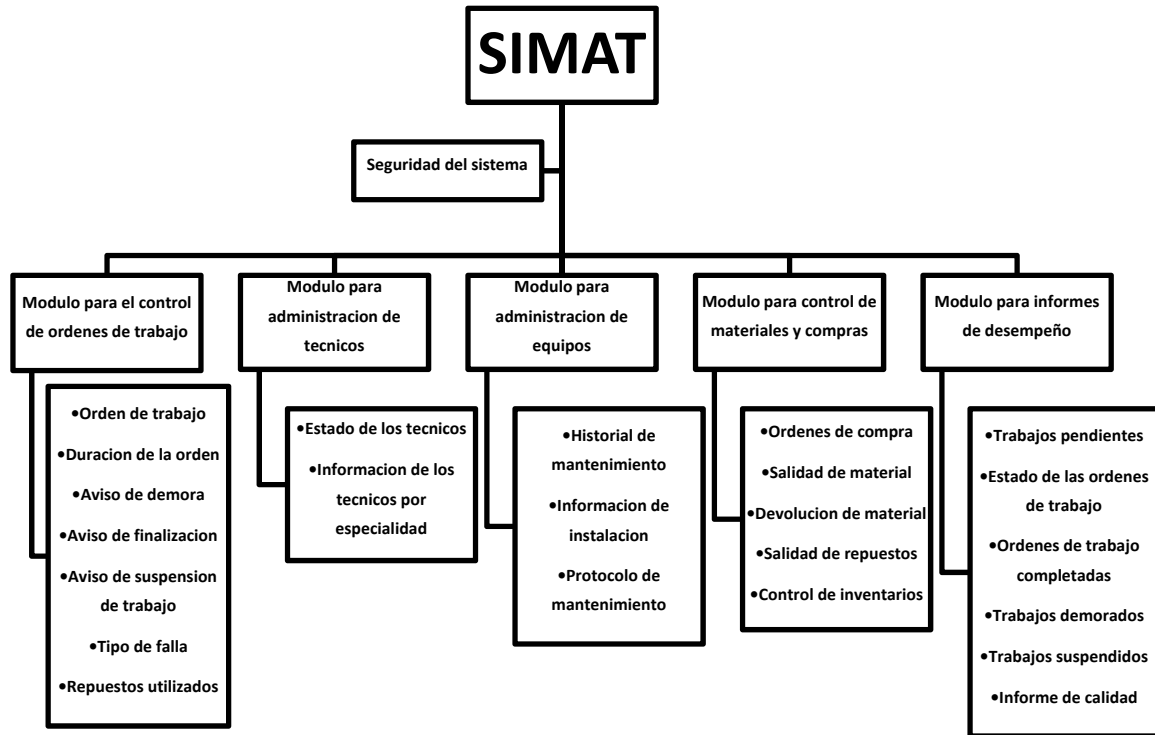 SIMAT
Seguridad del sistema
Modulo para el control
de ordenes de trabajo
•Orden de trabajo
•Duracion de la orden
•Aviso de demora
•Aviso de finalizacion
•Aviso de suspension
de trabajo
•Tipo de falla
•Repuestos utilizados
Modulo para
administracion de
tecnicos
•Estado de los tecnicos
•Informacion de los
tecnicos por
especialidad
Modulo para
administracion de
equipos
•Historial de
mantenimiento
•Informacion de
instalacion
•Protocolo de
mantenimiento
Modulo para control de
materiales y compras
•Ordenes de compra
•Salidad de material
•Devolucion de material
•Salidad de repuestos
•Control de inventarios
Modulo para informes
de desempeño
•Trabajos pendientes
•Estado de las ordenes
de trabajo
•Ordenes de trabajo
completadas
•Trabajos demorados
•Trabajos suspendidos
•Informe de calidad